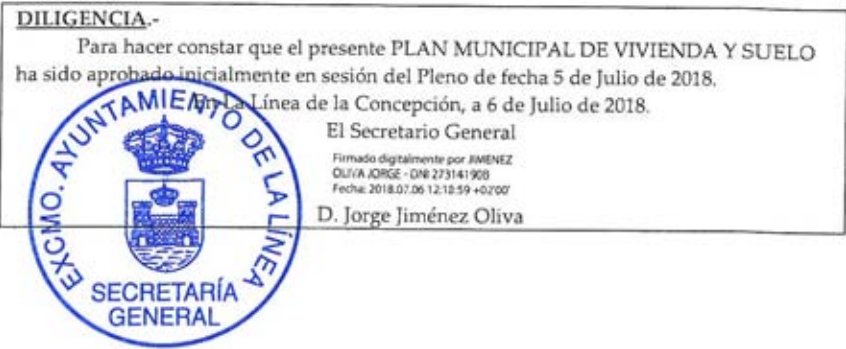 DILIGENCIA.-
Para hacer constar que el presente PLAN MUNICIPAL DE VIVIENDA Y SUELO
ha sido aprobado inicialmente en sesión del Pleno de fecha 5 de Julio de 2018.
En La Línea de la Concepción, a 6 de Julio de 2018.
El Secretario General
Firmado digitalmente por JIMENEZ
OLIVA JORGE - DNI 27314190B
Fecha: 2018.07.06 12:18:59 +02'00'
D. Jorge Jiménez Oliva
EXCMO. AYUNTAMIENTO DE LA LÍNEA
SECRETARÍA
GENERAL